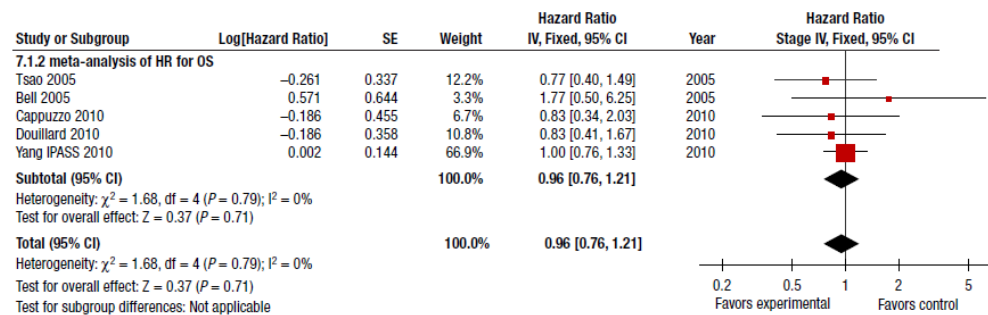 Hazard Ratio Hazard Ratio
Study or Subgroup Log[Hazard Ratio] SE Weight IV, Fixed, 95% CI Year Stage IV, Fixed, 95% CI
7.1.2 meta-analysis of HR for OS
Tsao 2005 –0.261 0.337 12.2% 0.77 [0.40, 1.49] 2005
Bell 2005 0.571 0.644 3.3% 1.77 [0.50, 6.25] 2005
Cappuzzo 2010 –0.186 0.455 6.7% 0.83 [0.34, 2.03] 2010
Douillard 2010 –0.186 0.358 10.8% 0.83 [0.41, 1.67] 2010
Yang IPASS 2010 0.002 0.144 66.9% 1.00 [0.76, 1.33] 2010
Subtotal (95% CI) 100.0% 0.96 [0.76, 1.21]
Heterogeneity: χ² = 1.68, df = 4 (P = 0.79); I² = 0%
Test for overall effect: Z = 0.37 (P = 0.71)
Total (95% CI) 100.0% 0.96 [0.76, 1.21]
Heterogeneity: χ² = 1.68, df = 4 (P = 0.79); I² = 0%
Test for overall effect: Z = 0.37 (P = 0.71)
Test for subgroup differences: Not applicable
0.2 0.5 1 2 5
Favors experimental Favors control